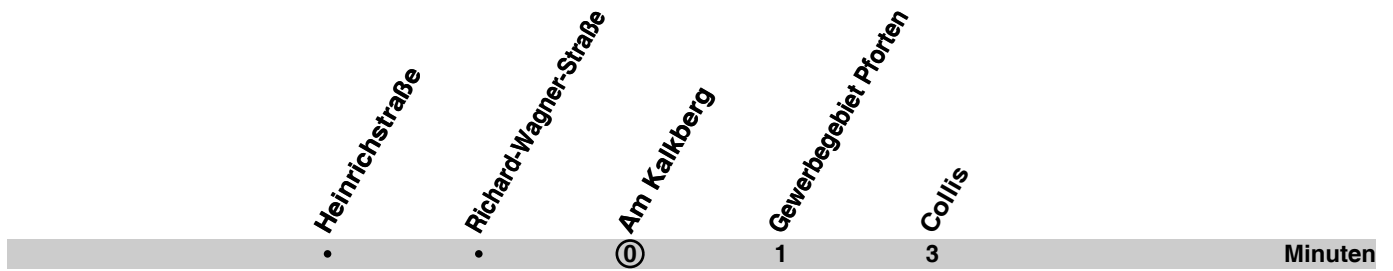 Heinrichstraße
Richard-Wagner-Straße
Am Kalkberg
Gewerbegebiet Pforten
Collis
• • 0 1 3 Minuten